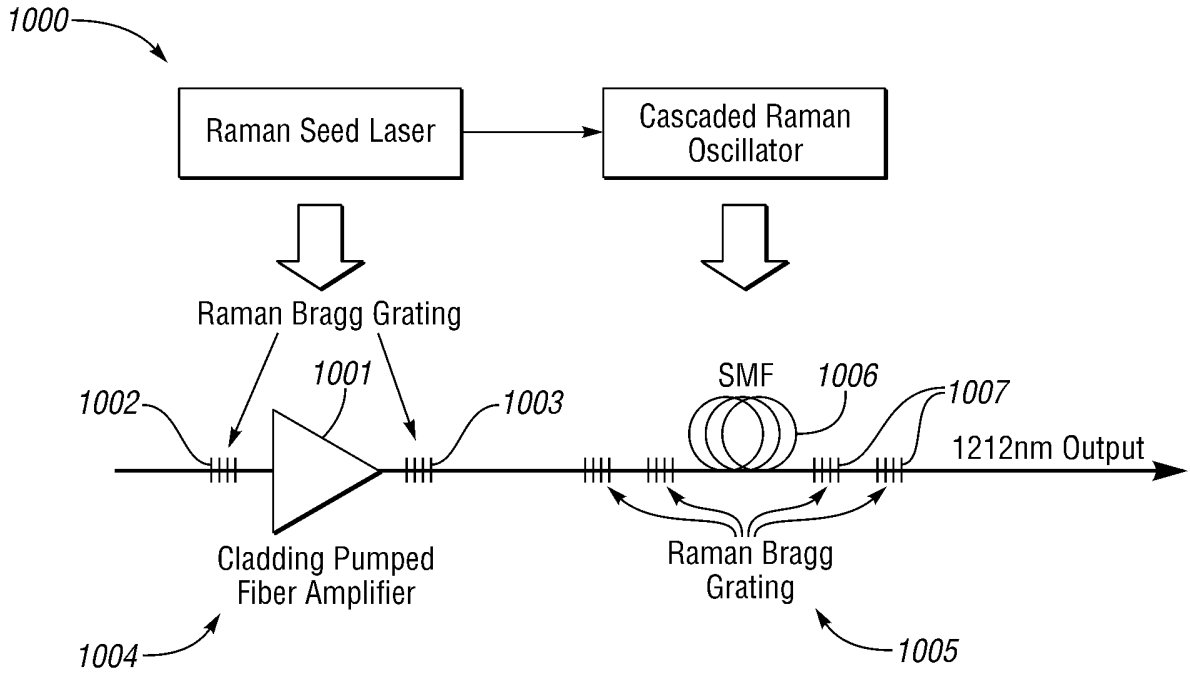 1000
Raman Seed Laser
Cascaded Raman
Oscillator
Raman Bragg Grating
1002
1001
1003
SMF
1006
1007
1212nm Output
Cladding Pumped
Fiber Amplifier
Raman Bragg
Grating
1004
1005